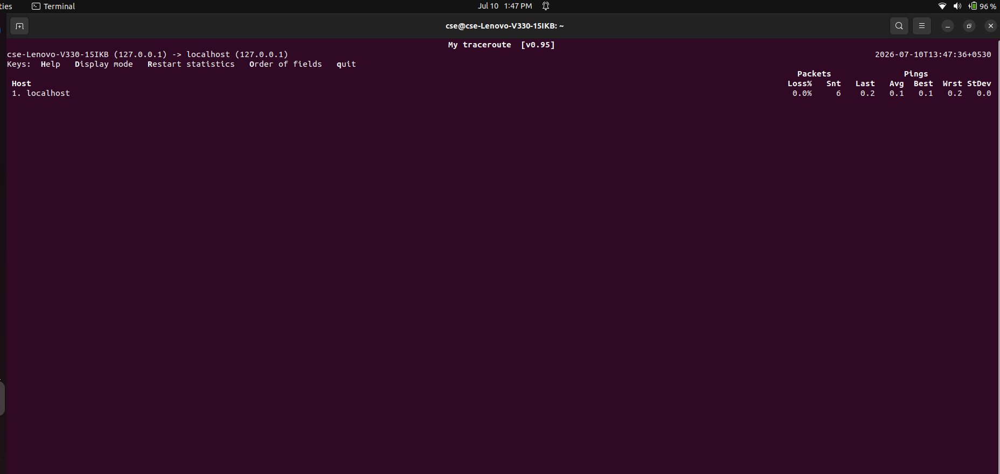 ties Terminal Jul 10 1:47 PM 96 %
cse@cse-Lenovo-V330-15IKB: ~
My traceroute [v0.95]
cse-Lenovo-V330-15IKB (127.0.0.1) -> localhost (127.0.0.1) 2026-07-10T13:47:36+0530
Keys: Help Display mode Restart statistics Order of fields quit
Packets Pings
Host Loss% Snt Last Avg Best Wrst StDev
1. localhost 0.0% 6 0.2 0.1 0.1 0.2 0.0